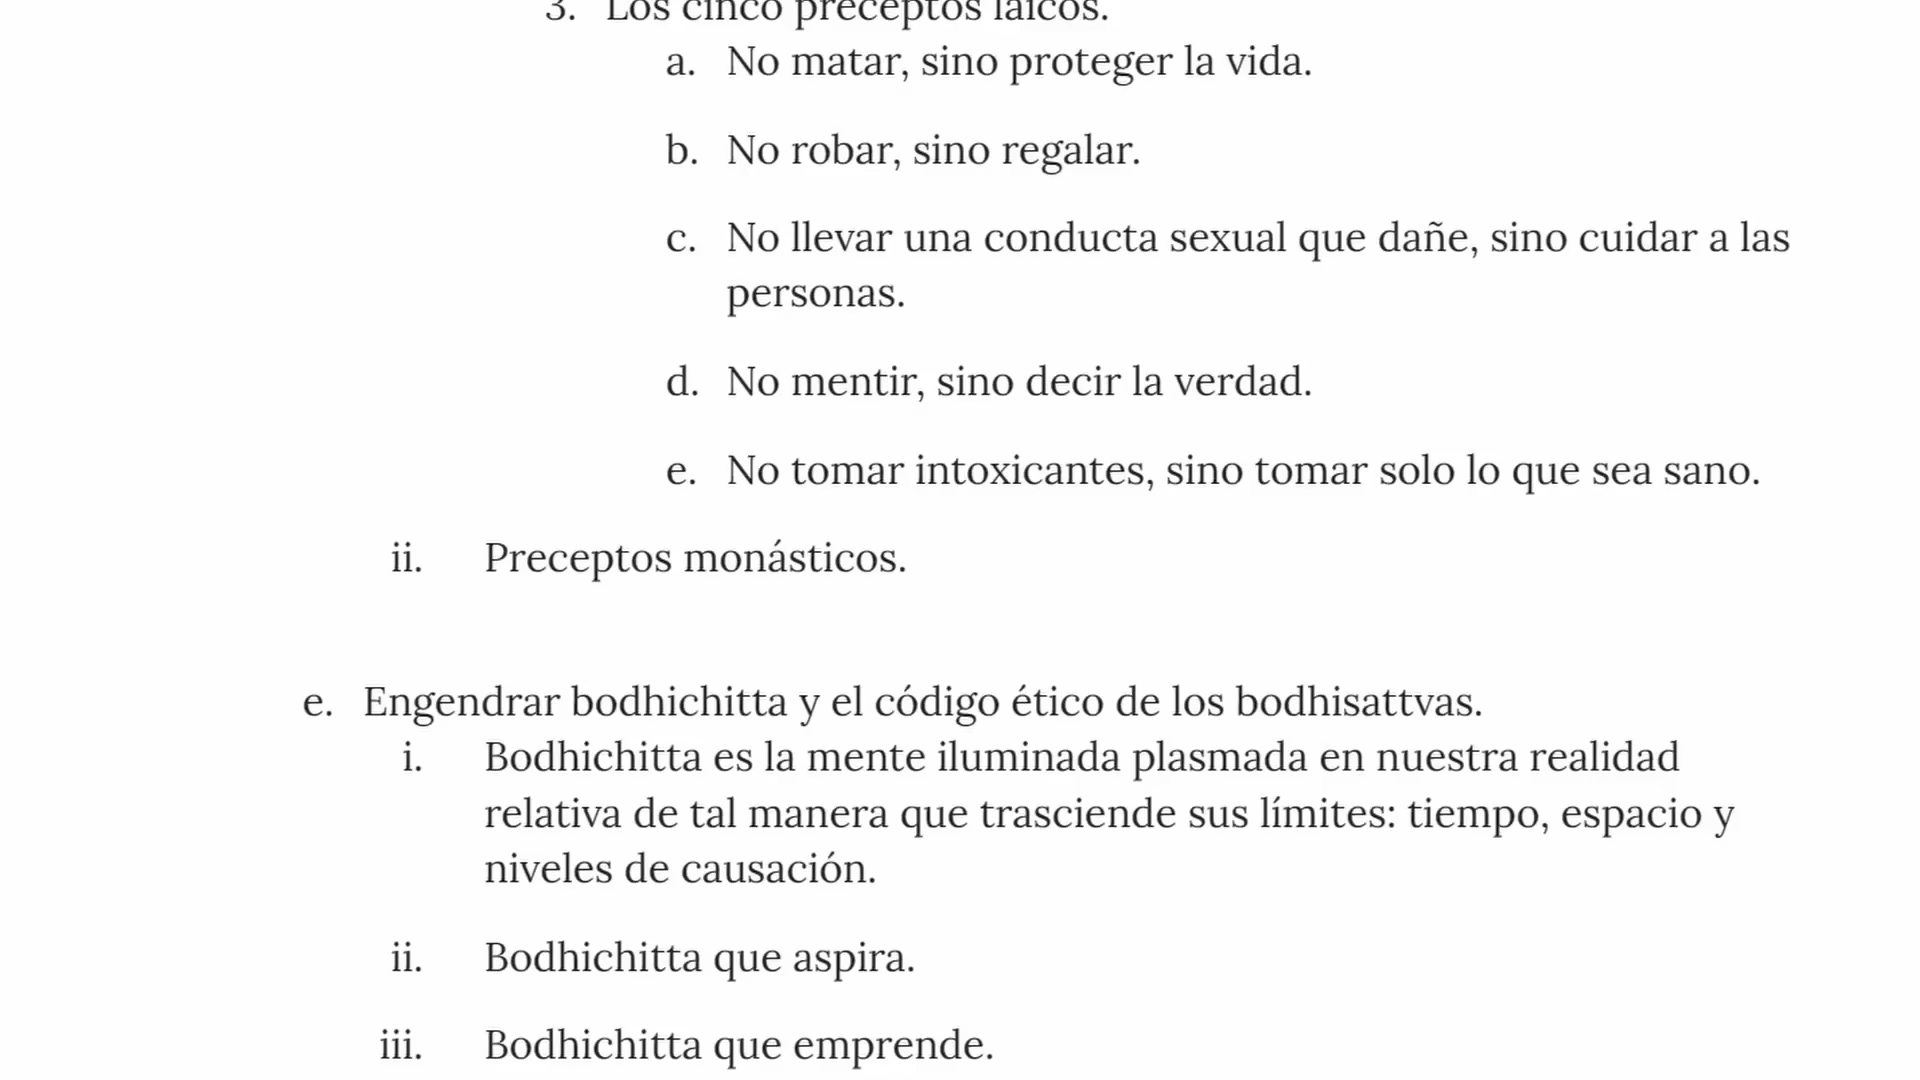 3. Los cinco preceptos laicos.
a. No matar, sino proteger la vida.
b. No robar, sino regalar.
c. No llevar una conducta sexual que dañe, sino cuidar a las
personas.
d. No mentir, sino decir la verdad.
e. No tomar intoxicantes, sino tomar solo lo que sea sano.
ii. Preceptos monásticos.
e. Engendrar bodhichitta y el código ético de los bodhisattvas.
i. Bodhichitta es la mente iluminada plasmada en nuestra realidad
relativa de tal manera que trasciende sus límites: tiempo, espacio y
niveles de causación.
ii. Bodhichitta que aspira.
iii. Bodhichitta que emprende.